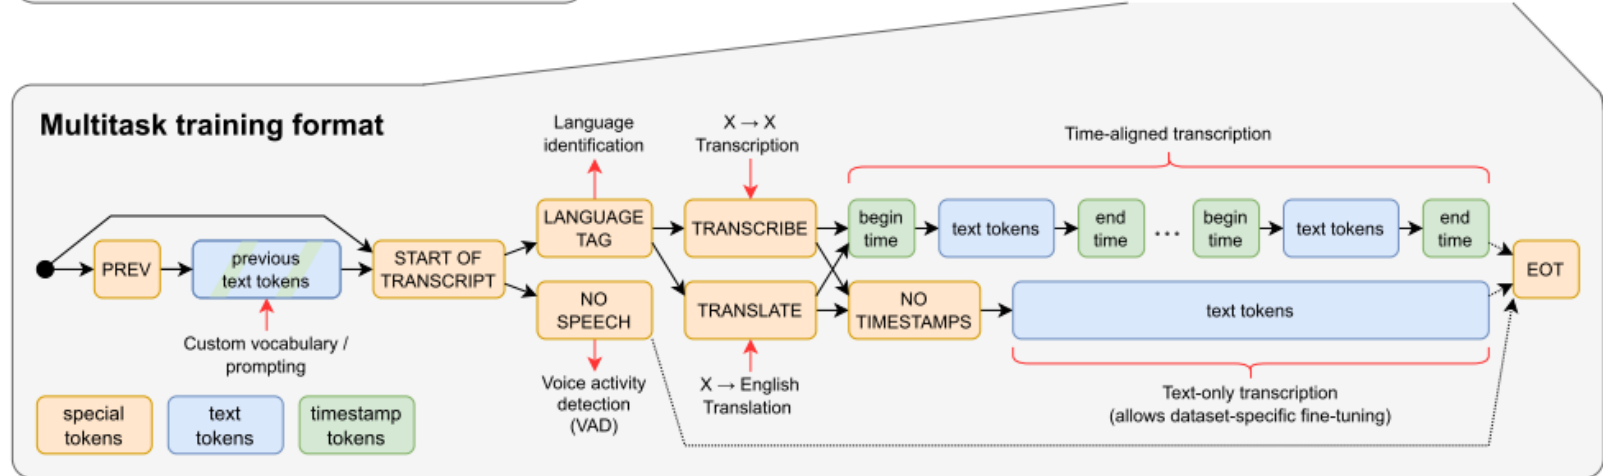 Multitask training format
Language
identification
X → X
Transcription
Time-aligned transcription
PREV
previous
text tokens
START OF
TRANSCRIPT
LANGUAGE
TAG
NO
SPEECH
TRANSCRIBE
TRANSLATE
begin
time
text tokens
end
time
...
begin
time
text tokens
end
time
NO
TIMESTAMPS
text tokens
EOT
Custom vocabulary /
prompting
Voice activity
detection
(VAD)
X → English
Translation
Text-only transcription
(allows dataset-specific fine-tuning)
special
tokens
text
tokens
timestamp
tokens